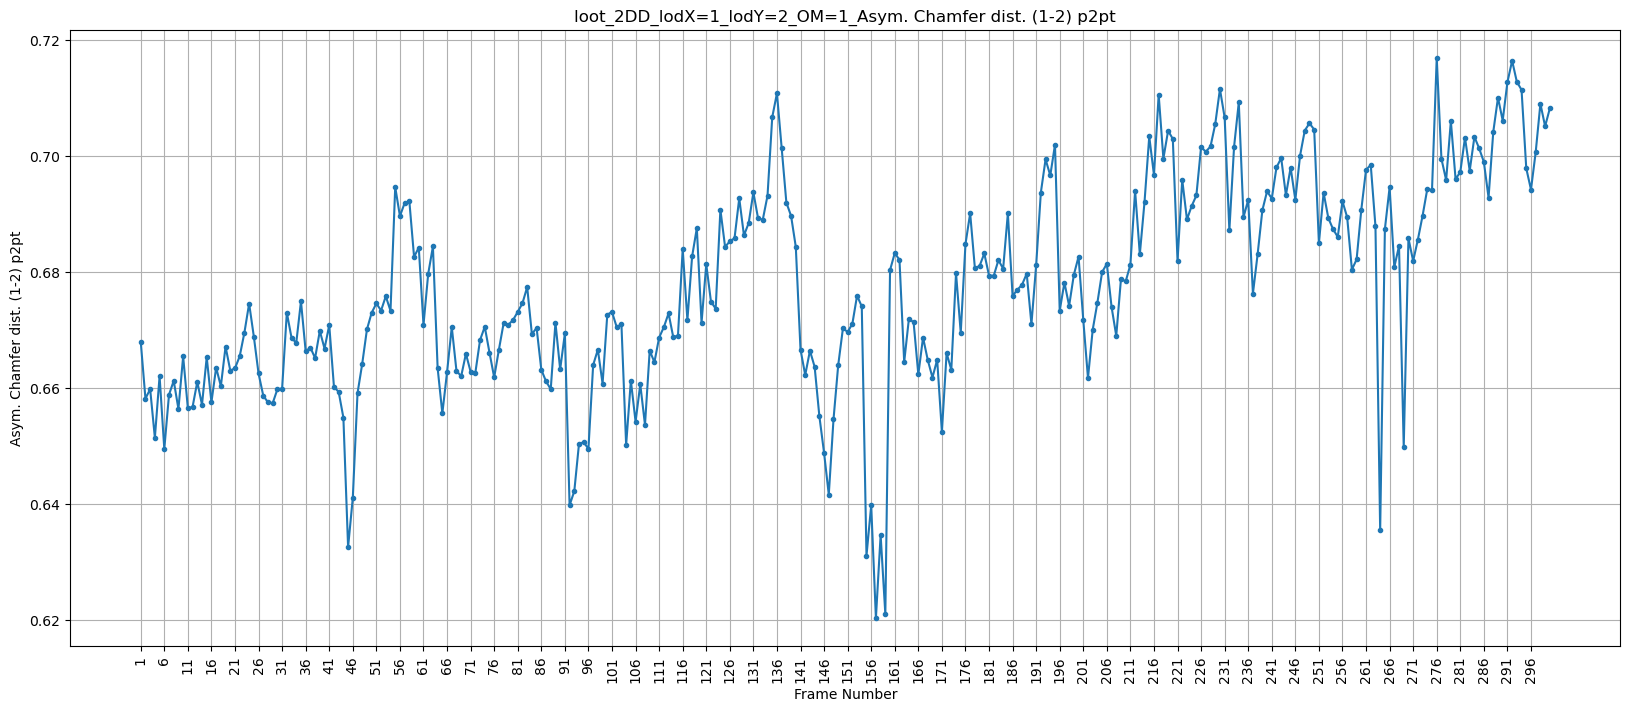 loot_2DD_lodX=1_lodY=2_OM=1_Asym. Chamfer dist. (1-2) p2pt
Asym. Chamfer dist. (1-2) p2pt
0.72
0.70
0.68
0.66
0.64
0.62
1 6 11 16 21 26 31 36 41 46 51 56 61 66 71 76 81 86 91 96 101 106 111 116 121 126 131 136 141 146 151 156 161 166 171 176 181 186 191 196 201 206 211 216 221 226 231 236 241 246 251 256 261 266 271 276 281 286 291 296
Frame Number